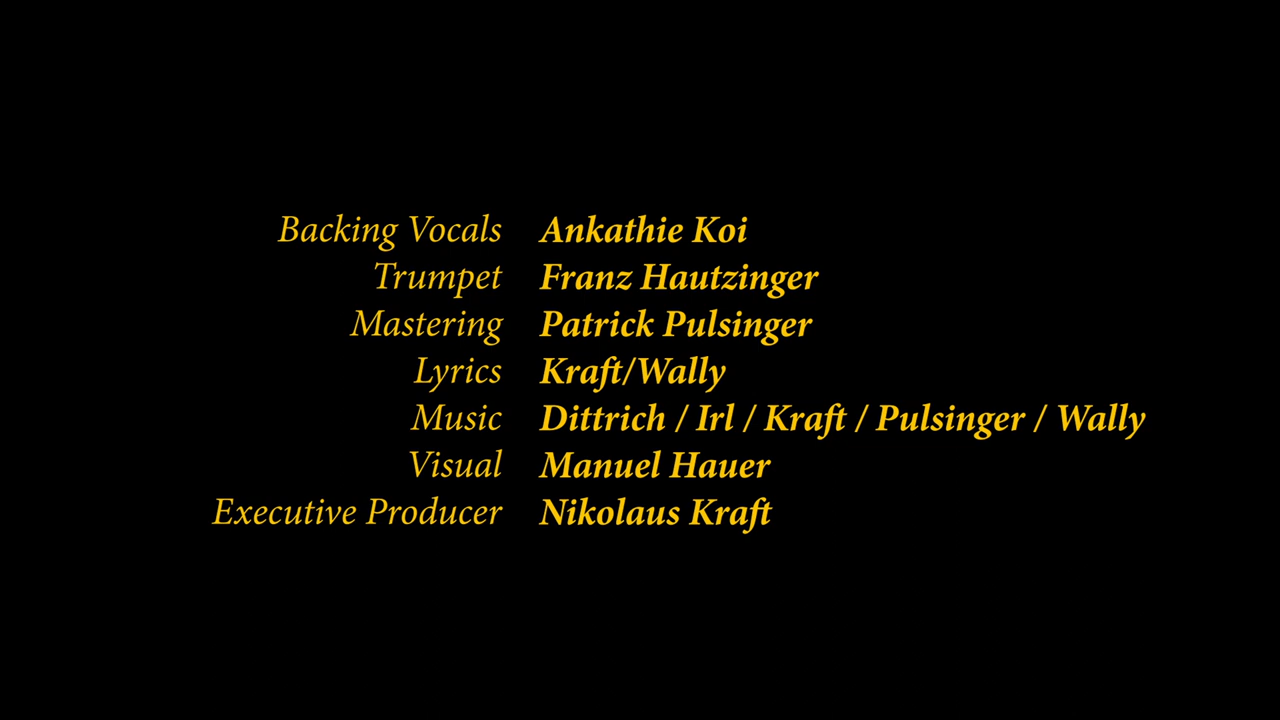 Backing Vocals Ankathie Koi
Trumpet Franz Hautzinger
Mastering Patrick Pulsinger
Lyrics Kraft/Wally
Music Dittrich / Irl / Kraft / Pulsinger / Wally
Visual Manuel Hauer
Executive Producer Nikolaus Kraft